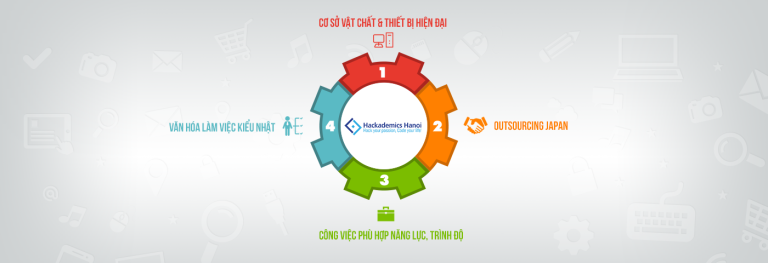 CƠ SỞ VẬT CHẤT & THIẾT BỊ HIỆN ĐẠI
1
VĂN HÓA LÀM VIỆC KIỂU NHẬT
4
Hackademics Hanoi
Have your passion, Code your life
2
OUTSOURCING JAPAN
3
CÔNG VIỆC PHÙ HỢP NĂNG LỰC, TRÌNH ĐỘ